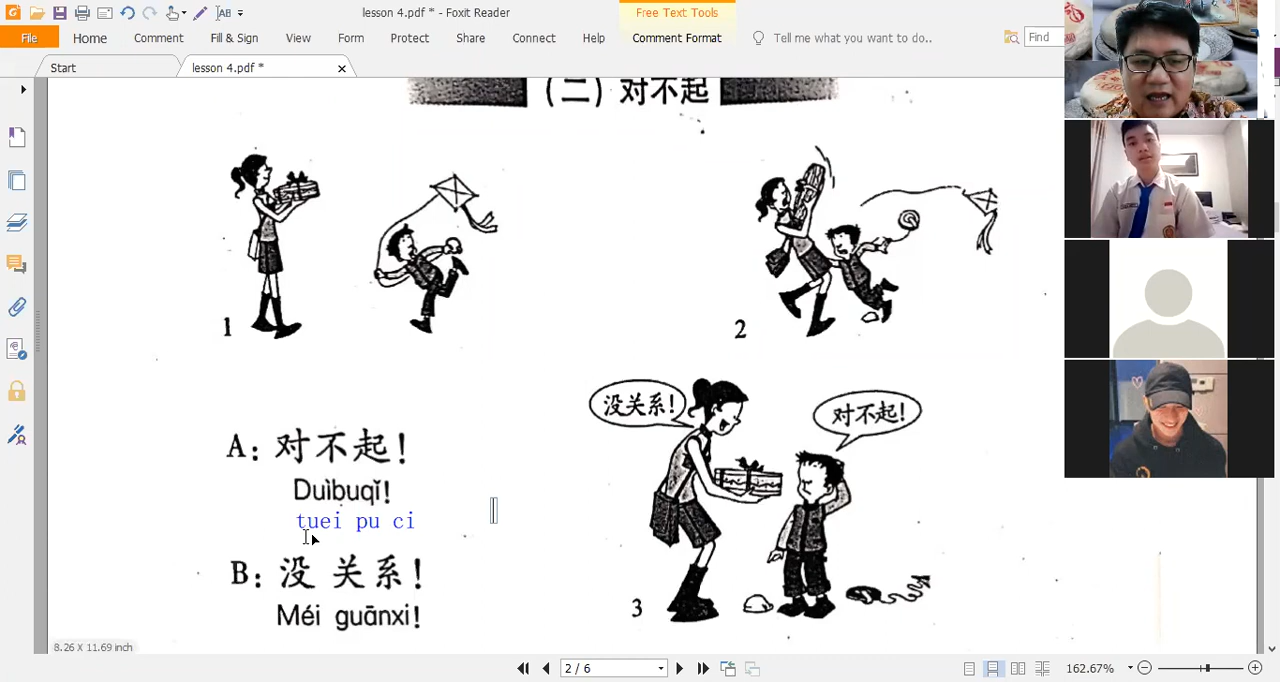 lesson 4.pdf * - Foxit Reader
Free Text Tools
File Home Comment Fill & Sign View Form Protect Share Connect Help Comment Format Tell me what you want to do.. Find
Start lesson 4.pdf *
(二) 对不起
1
2
没关系!
对不起!
A: 对不起!
Duìbuqǐ!
tuei pu ci
B: 没关系!
Méi guānxi!
3
8.26 X 11.69 inch
2 / 6
162.67%